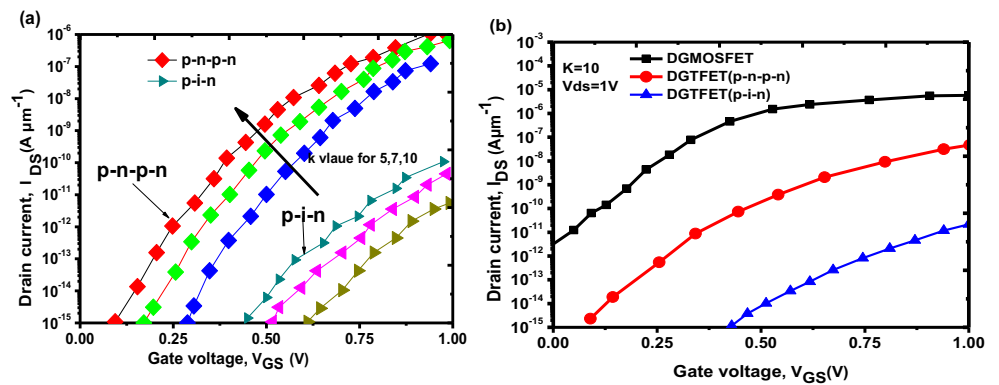 (a)
Drain current, I_DS (A μm⁻¹)
10⁻⁶
10⁻⁷
10⁻⁸
10⁻⁹
10⁻¹⁰
10⁻¹¹
10⁻¹²
10⁻¹³
10⁻¹⁴
10⁻¹⁵
p-n-p-n
p-i-n
k vlaue for 5,7,10
p-n-p-n
p-i-n
0.00 0.25 0.50 0.75 1.00
Gate voltage, V_GS (V)
(b)
Drain current, I_DS (Aμm⁻¹)
10⁻³
10⁻⁴
10⁻⁵
10⁻⁶
10⁻⁷
10⁻⁸
10⁻⁹
10⁻¹⁰
10⁻¹¹
10⁻¹²
10⁻¹³
10⁻¹⁴
10⁻¹⁵
K=10
Vds=1V
DGMOSFET
DGTFET(p-n-p-n)
DGTFET(p-i-n)
0.00 0.25 0.50 0.75 1.00
Gate voltage, V_GS(V)